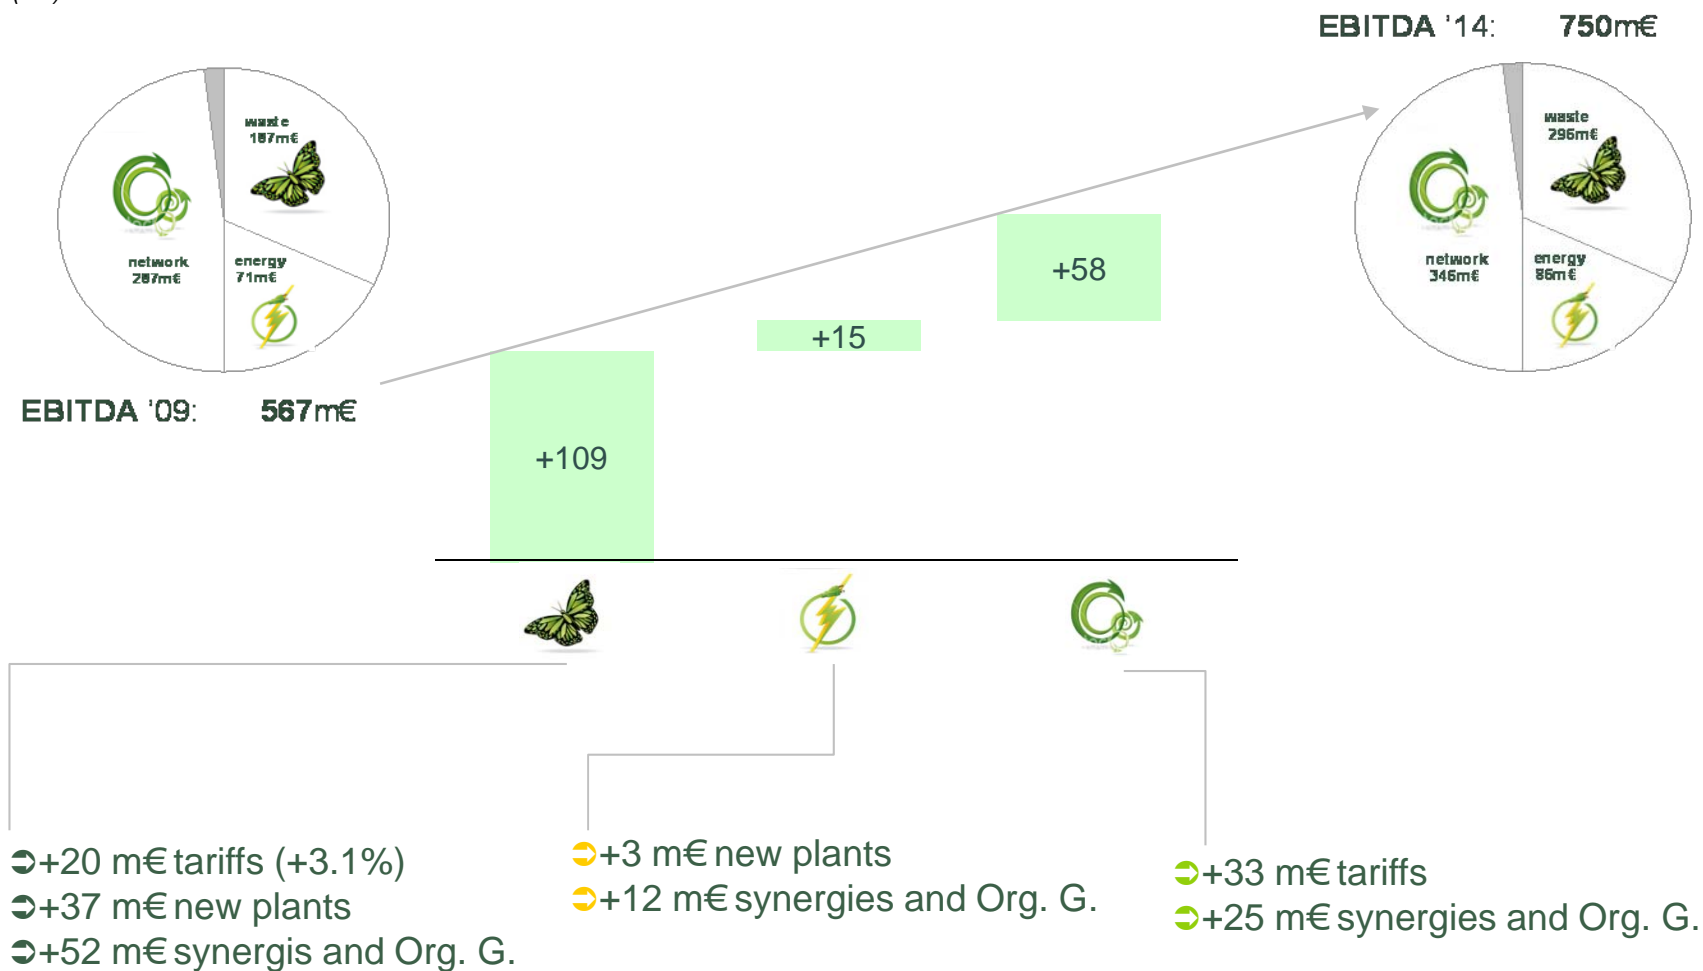 EBITDA '14: 750m€
waste
187m€
network
287m€
energy
71m€
EBITDA '09: 567m€
waste
296m€
network
346m€
energy
86m€
+58
+15
+109
➲+20 m€ tariffs (+3.1%)
➲+37 m€ new plants
➲+52 m€ synergis and Org. G.
➲+3 m€ new plants
➲+12 m€ synergies and Org. G.
➲+33 m€ tariffs
➲+25 m€ synergies and Org. G.